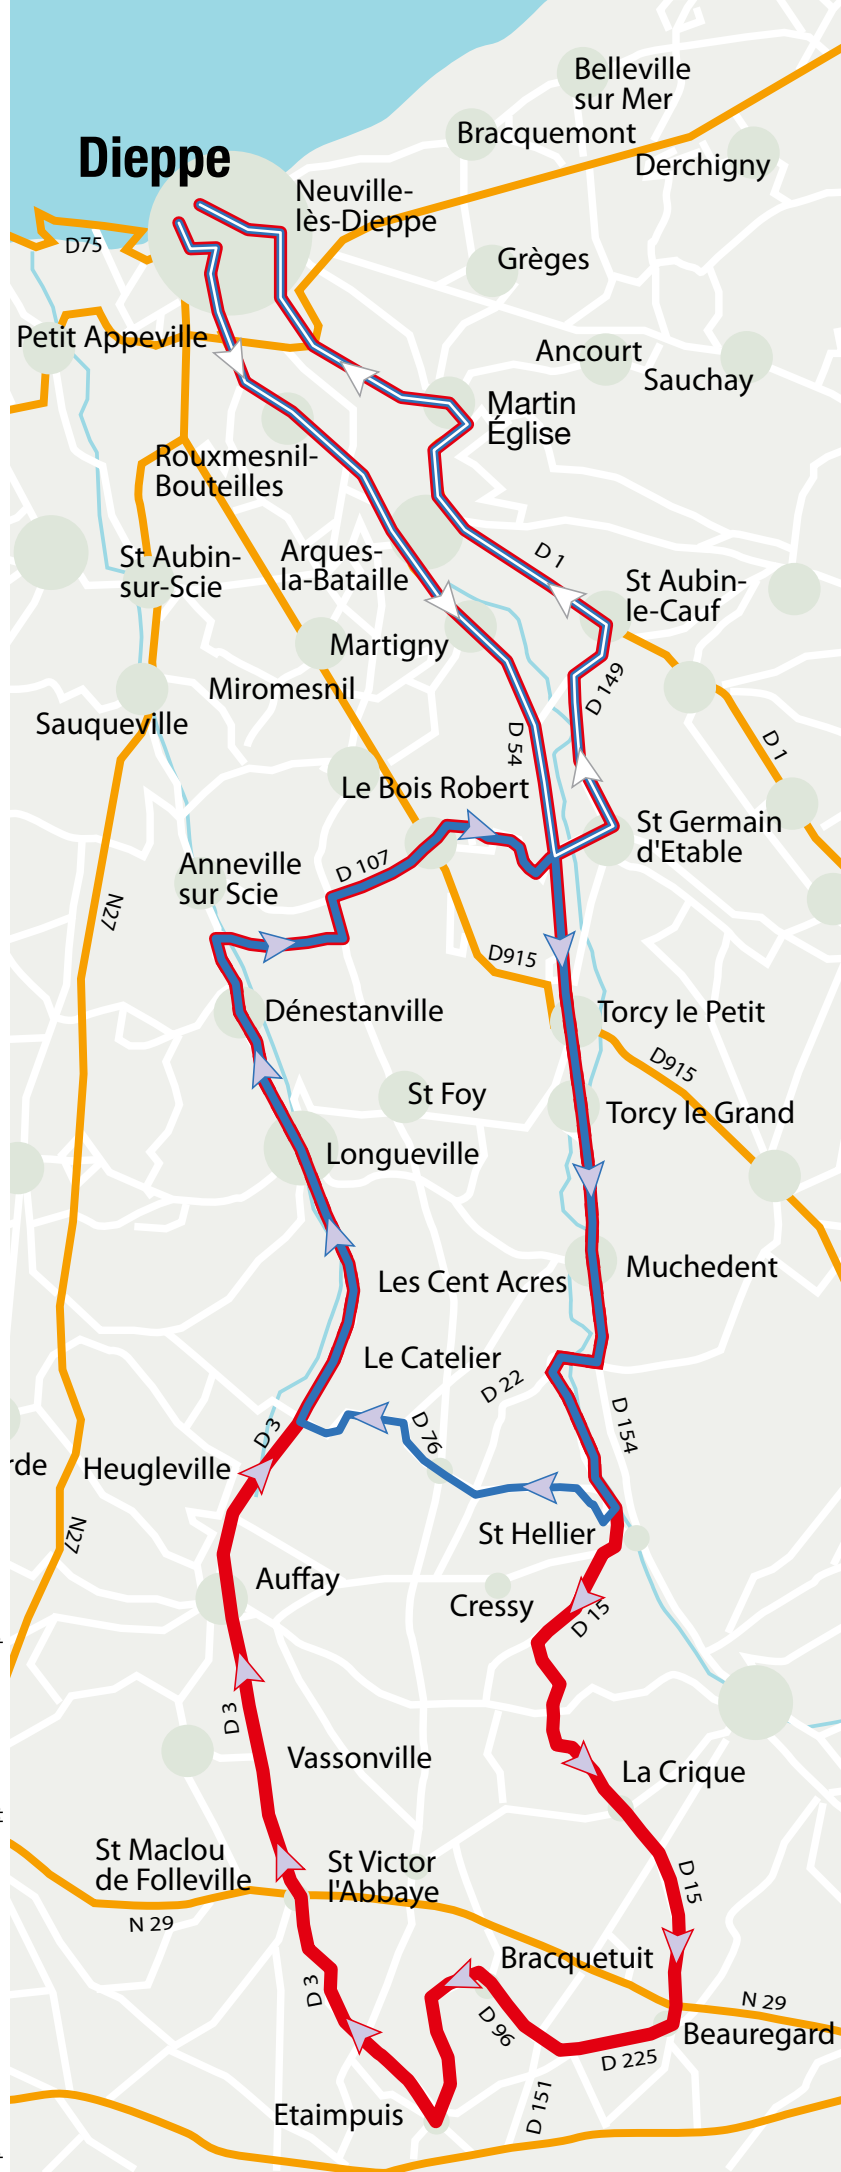 Belleville
sur Mer
Bracquemont
Dieppe
Derchigny
Neuville-
lès-Dieppe
D75
Grèges
Petit Appeville
Ancourt
Sauchay
Martin
Église
Rouxmesnil-
Bouteilles
D 1
St Aubin-
sur-Scie
Arques-
la-Bataille
St Aubin-
le-Cauf
Martigny
D 149
Miromesnil
Sauqueville
D 54
D 1
Le Bois Robert
St Germain
d'Etable
Anneville
sur Scie
D 107
N27
D915
Dénestanville
Torcy le Petit
D915
St Foy
Torcy le Grand
Longueville
Muchedent
Les Cent Acres
Le Catelier
D 22
D 154
D 3
D 76
rde
Heugleville
N27
St Hellier
Auffay
Cressy
D 15
D 3
Vassonville
La Crique
St Maclou
de Folleville
St Victor
l'Abbaye
D 15
N 29
Bracquetuit
D 3
N 29
D 96
Beauregard
D 225
Etaimpuis
D 151